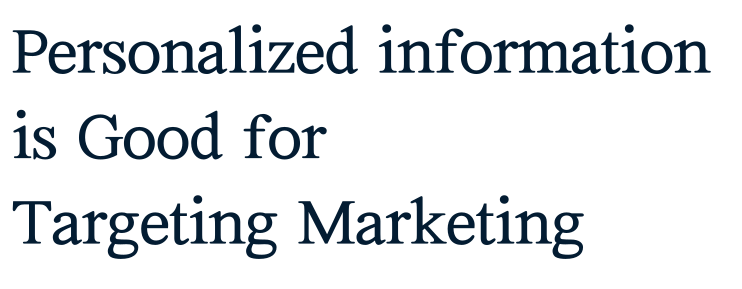 Personalized information
is Good for
Targeting Marketing